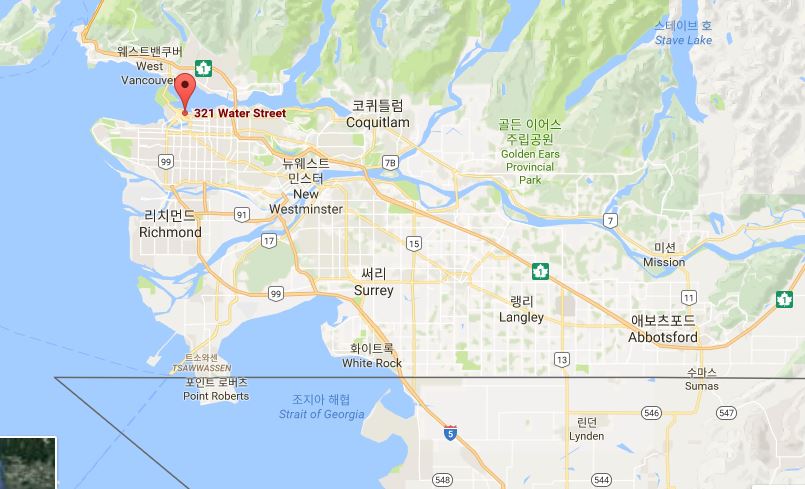 스테이브 호
Stave Lake
웨스트밴쿠버
West
Vancouver
1
321 Water Street
코퀴틀럼
Coquitlam
골든 이어스
주립공원
Golden Ears
Provincial
Park
99
뉴웨스트
민스터
New
Westminster
7B
리치먼드
Richmond
91
7
17
15
미션
Mission
1
써리
Surrey
99
11
1
랭리
Langley
애보츠포드
Abbotsford
화이트록
White Rock
트소와센
TSAWWASSEN
13
포인트 로버츠
Point Roberts
수마스
Sumas
조지아 해협
Strait of Georgia
546
547
린던
Lynden
5
548
544